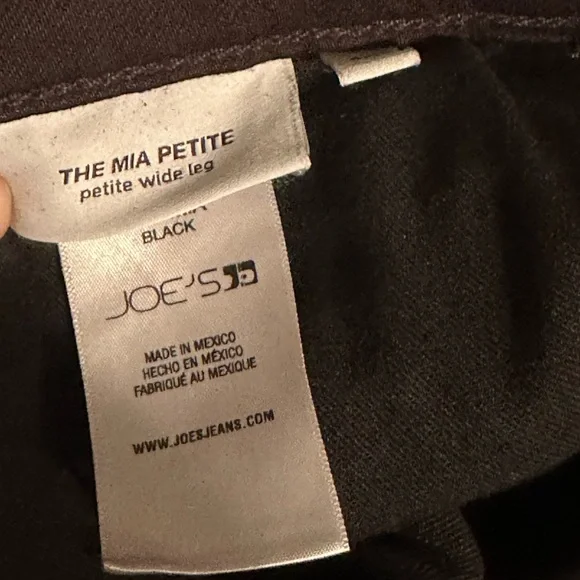 THE MIA PETITE
petite wide leg
BLACK
JOE'S
MADE IN MEXICO
HECHO EN MÉXICO
FABRIQUÉ AU MEXIQUE
WWW.JOESJEANS.COM